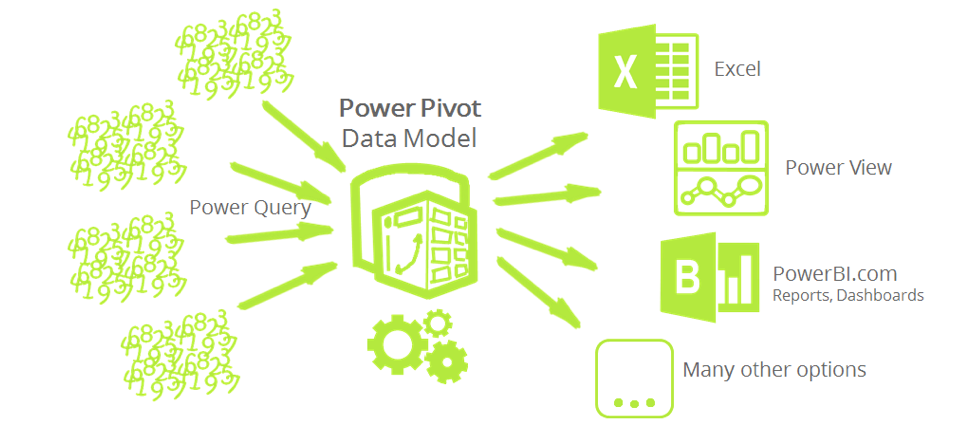 Power Pivot
Data Model
Power Query
X
Excel
Power View
B
PowerBI.com
Reports, Dashboards
Many other options